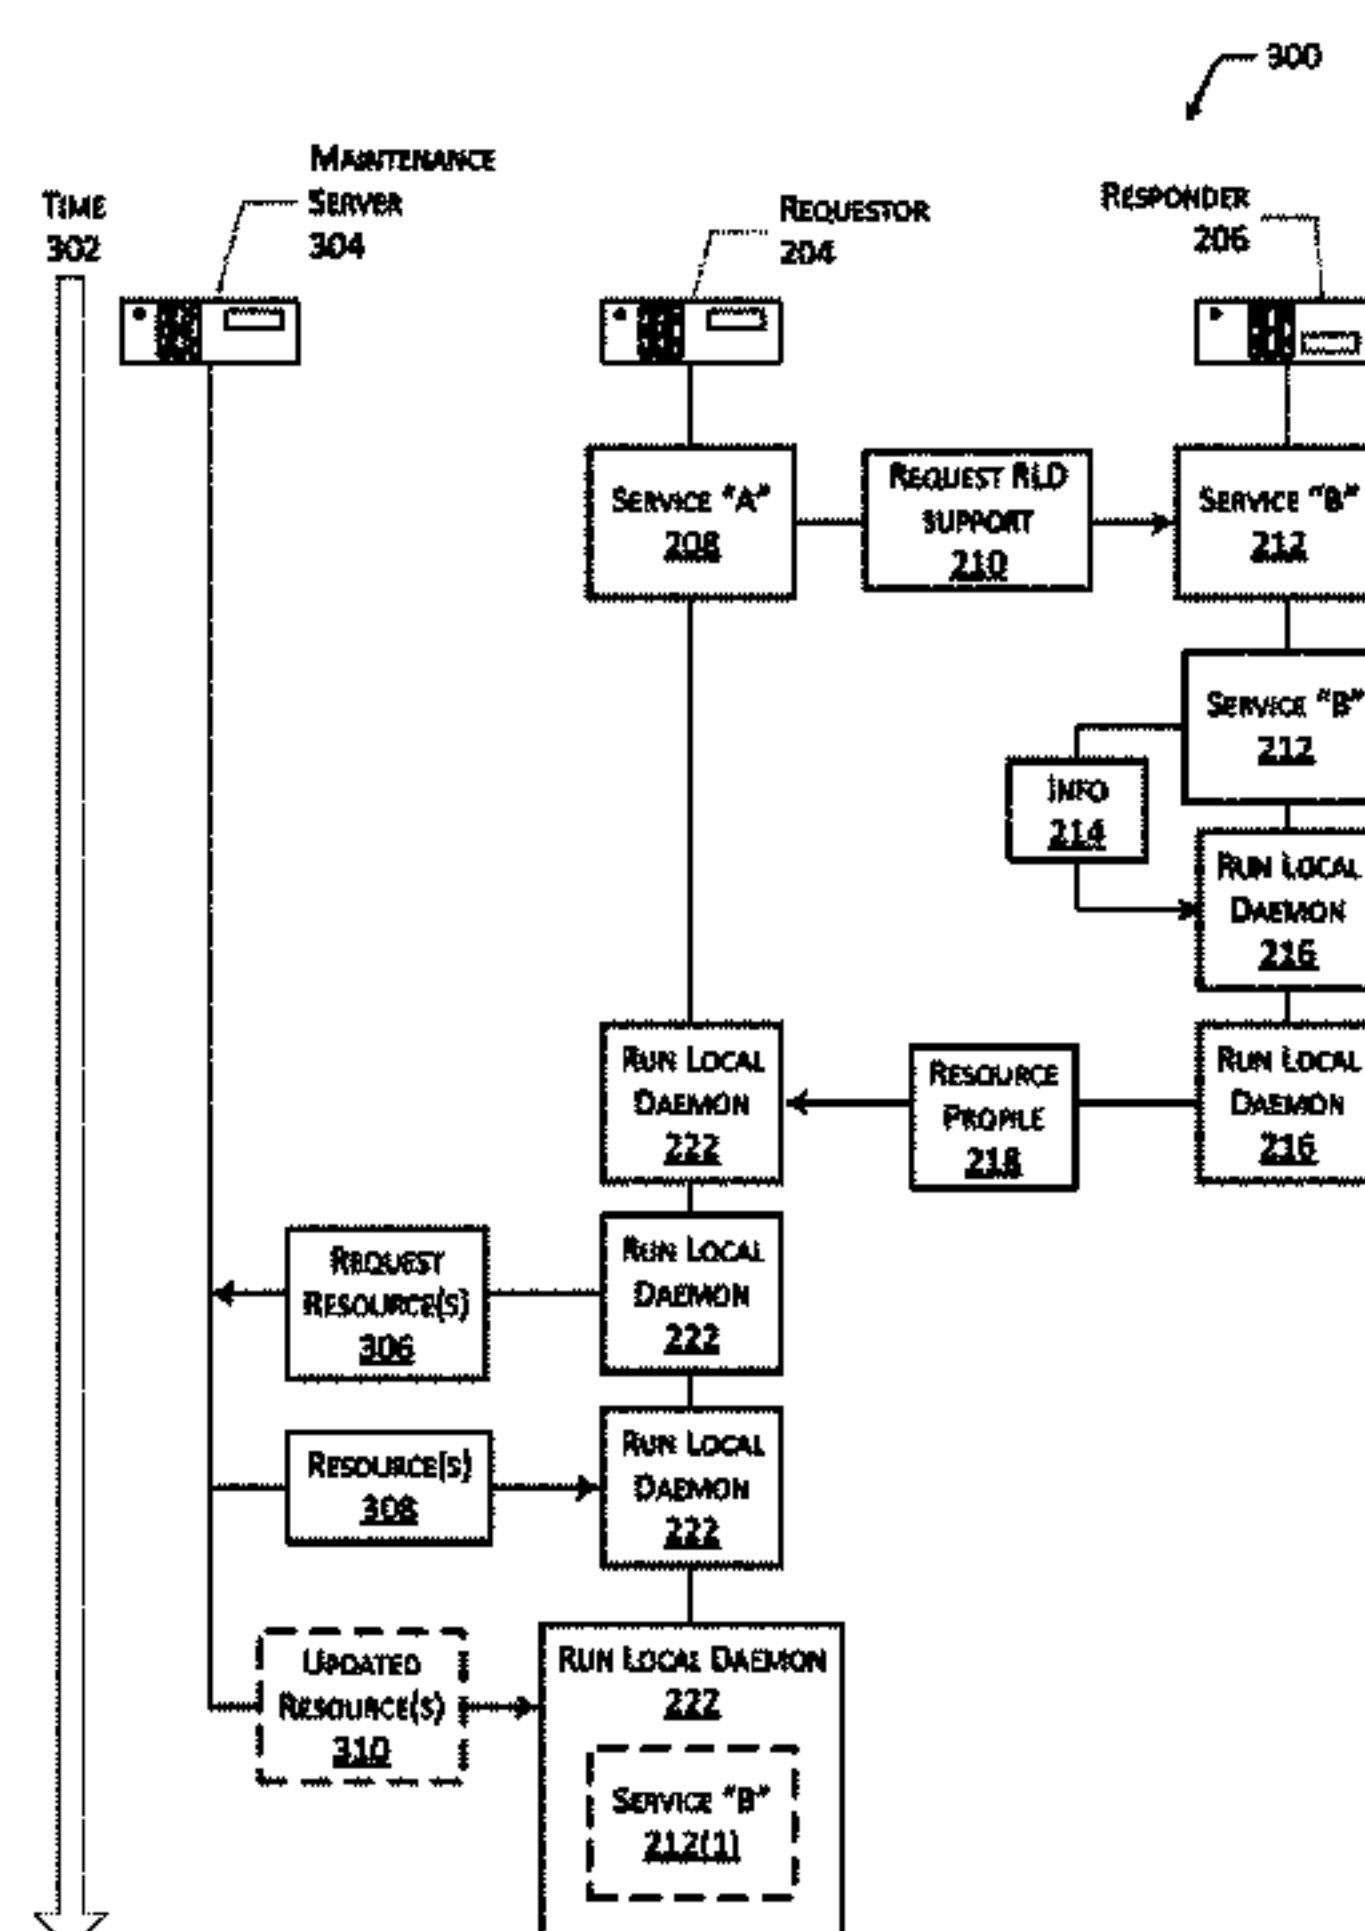 300
MAINTENANCE
SERVER
304
TIME
302
REQUESTOR
204
RESPONDER
206
SERVICE "A"
208
REQUEST RLD
SUPPORT
210
SERVICE "B"
212
SERVICE "B"
212
INFO
214
RUN LOCAL
DAEMON
216
RUN LOCAL
DAEMON
222
RESOURCE
PROFILE
218
RUN LOCAL
DAEMON
216
REQUEST
RESOURCE(S)
306
RUN LOCAL
DAEMON
222
RESOURCE(S)
308
RUN LOCAL
DAEMON
222
UPDATED
RESOURCE(S)
310
RUN LOCAL DAEMON
222
SERVICE "B"
212(1)